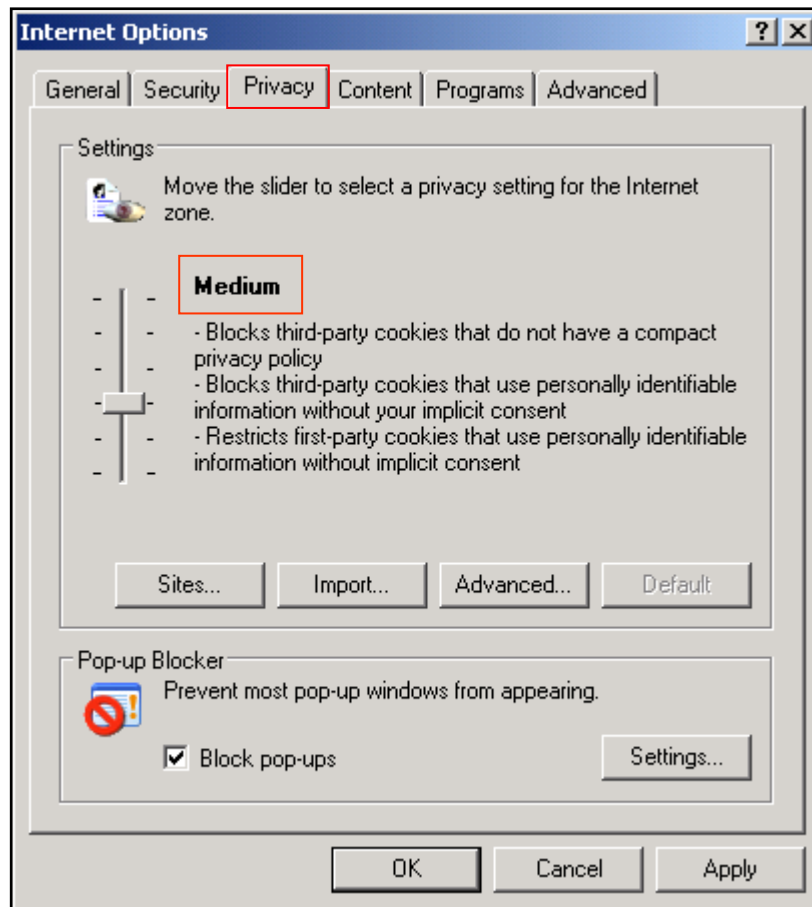 Internet Options
General Security Privacy Content Programs Advanced
Settings
Move the slider to select a privacy setting for the Internet
zone.
Medium
- Blocks third-party cookies that do not have a compact
privacy policy
- Blocks third-party cookies that use personally identifiable
information without your implicit consent
- Restricts first-party cookies that use personally identifiable
information without implicit consent
Sites... Import... Advanced... Default
Pop-up Blocker
Prevent most pop-up windows from appearing.
Block pop-ups Settings...
OK Cancel Apply